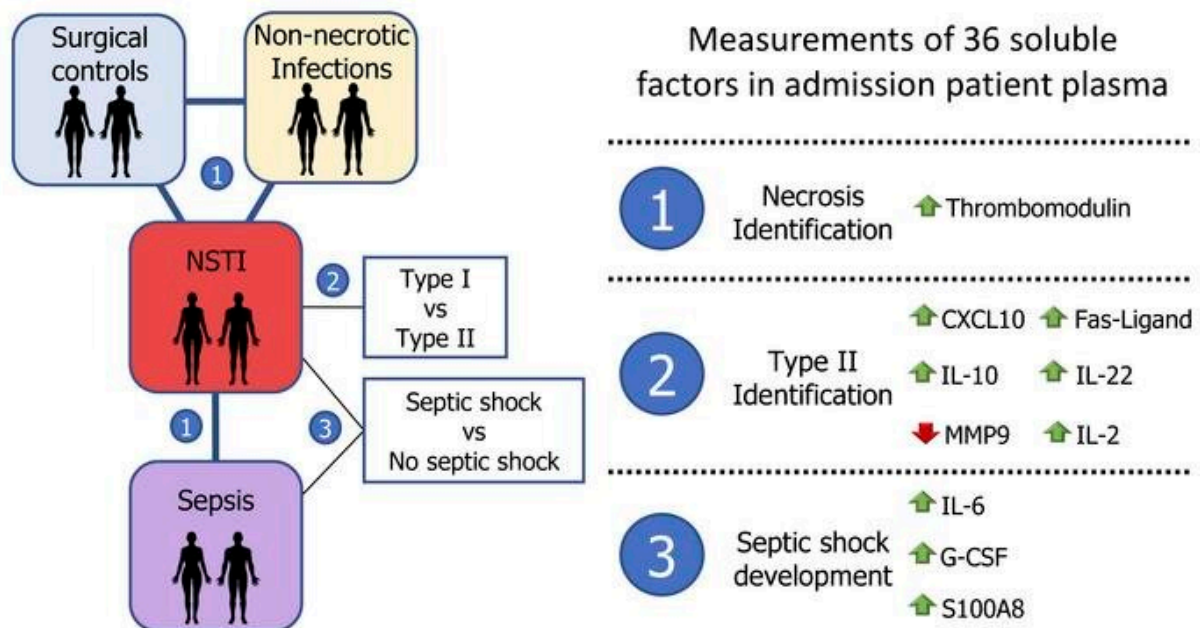 Surgical
controls
Non-necrotic
Infections
1
NSTI
2
Type I
vs
Type II
1
3
Septic shock
vs
No septic shock
Sepsis
Measurements of 36 soluble
factors in admission patient plasma
1
Necrosis
Identification
Thrombomodulin
2
Type II
Identification
CXCL10 Fas-Ligand
IL-10 IL-22
MMP9 IL-2
3
Septic shock
development
IL-6
G-CSF
S100A8